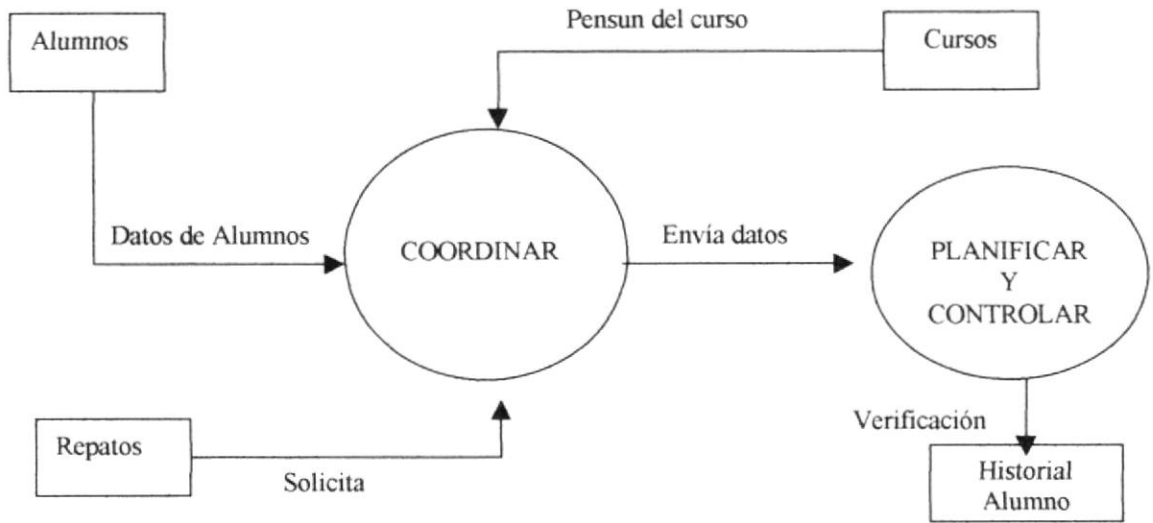 Alumnos
Pensun del curso
Cursos
Datos de Alumnos
COORDINAR
Envía datos
PLANIFICAR
Y
CONTROLAR
Repatos
Solicita
Verificación
Historial
Alumno